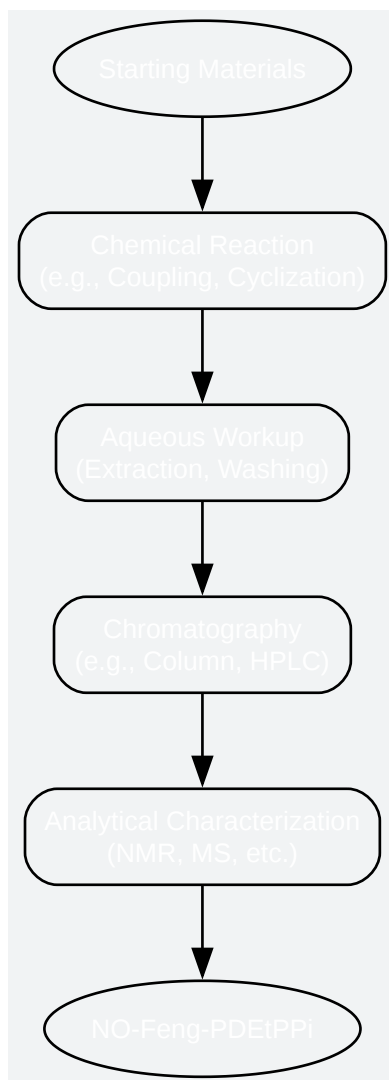 Starting Materials
Chemical Reaction
(e.g., Coupling, Cyclization)
Aqueous Workup
(Extraction, Washing)
Chromatography
(e.g., Column, HPLC)
Analytical Characterization
(NMR, MS, etc.)
NO-Feng-PDEtPPi